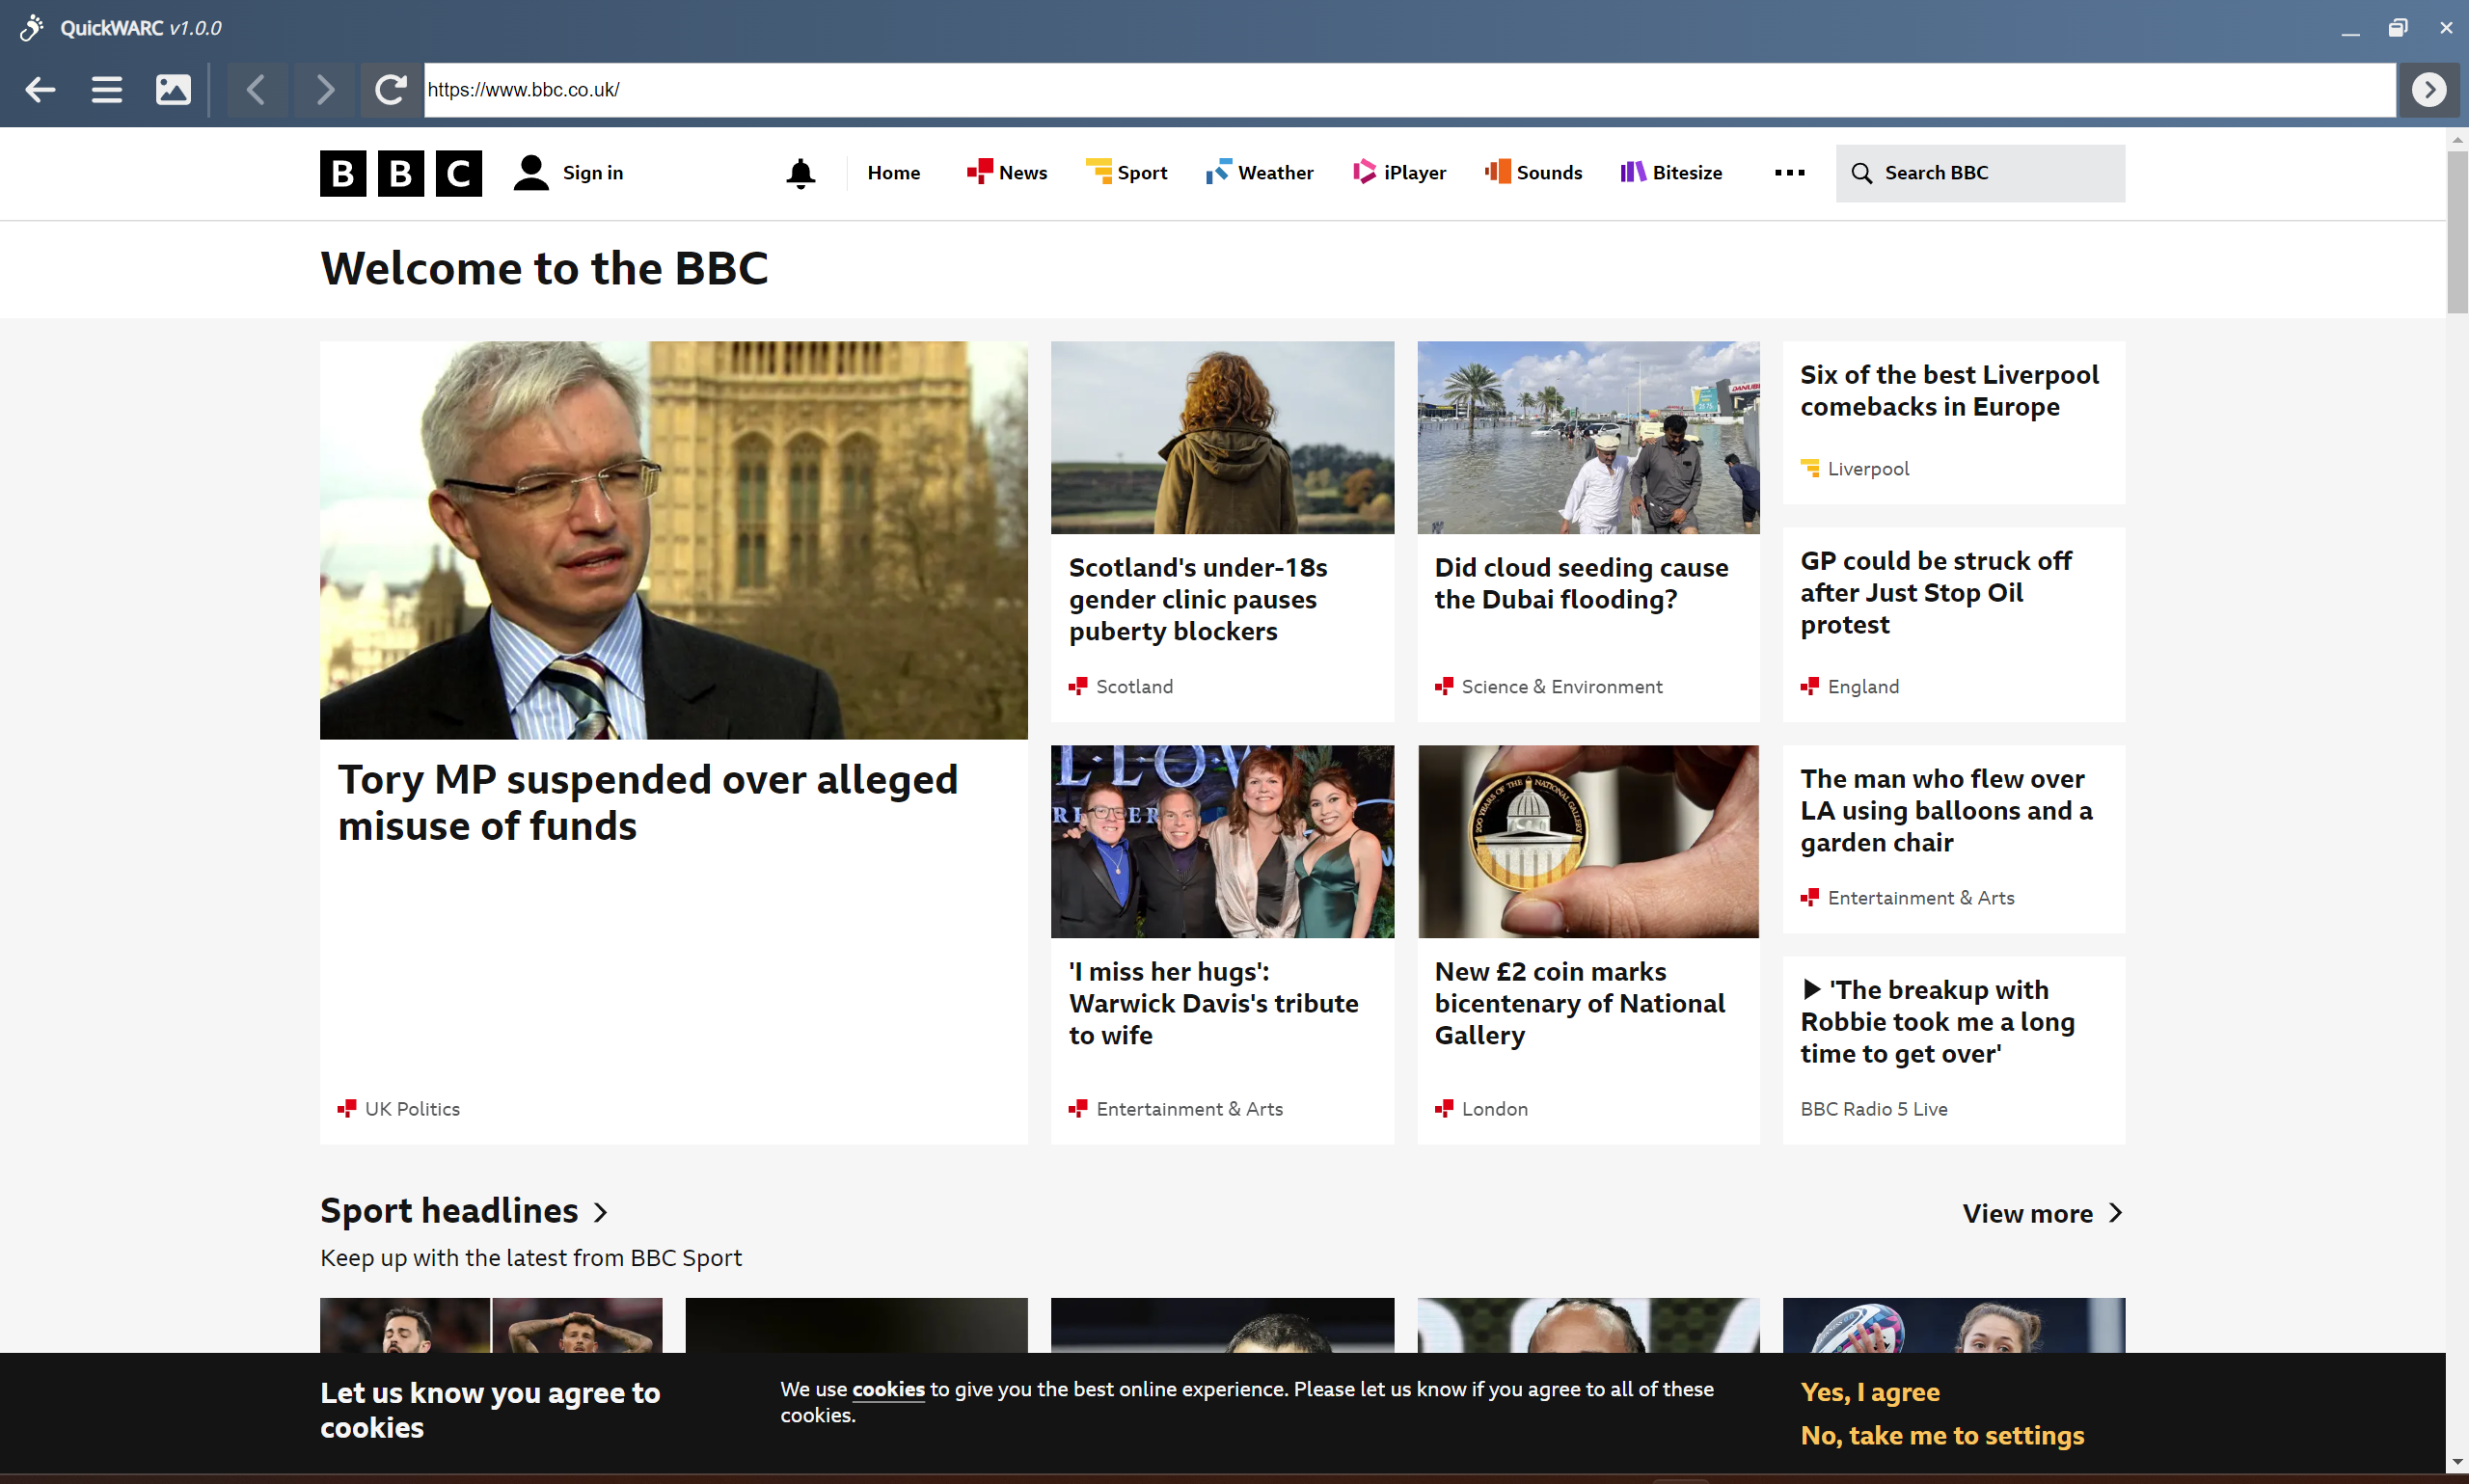 QuickWARC v1.0.0
https://www.bbc.co.uk/
BBC
Sign in
Home
News
Sport
Weather
iPlayer
Sounds
Bitesize
Search BBC
Welcome to the BBC
Tory MP suspended over alleged
misuse of funds
UK Politics
Scotland's under-18s
gender clinic pauses
puberty blockers
Scotland
DANUBE
Did cloud seeding cause
the Dubai flooding?
Science & Environment
Six of the best Liverpool
comebacks in Europe
Liverpool
GP could be struck off
after Just Stop Oil
protest
England
'I miss her hugs':
Warwick Davis's tribute
to wife
Entertainment & Arts
200 YEARS OF THE NATIONAL GALLERY
New £2 coin marks
bicentenary of National
Gallery
London
The man who flew over
LA using balloons and a
garden chair
Entertainment & Arts
'The breakup with
Robbie took me a long
time to get over'
BBC Radio 5 Live
Sport headlines
View more
Keep up with the latest from BBC Sport
Let us know you agree to
cookies
We use cookies to give you the best online experience. Please let us know if you agree to all of these
cookies.
Yes, I agree
No, take me to settings